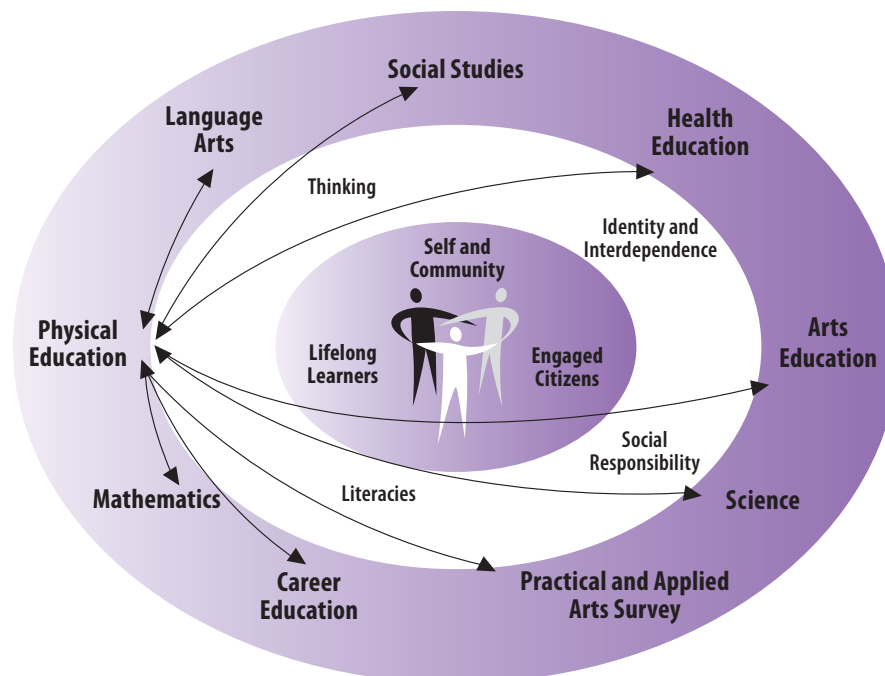 Social Studies
Language
Arts
Health
Education
Thinking
Identity and
Interdependence
Self and
Community
Physical
Education
Lifelong
Learners
Engaged
Citizens
Arts
Education
Social
Responsibility
Mathematics
Literacies
Science
Career
Education
Practical and Applied
Arts Survey